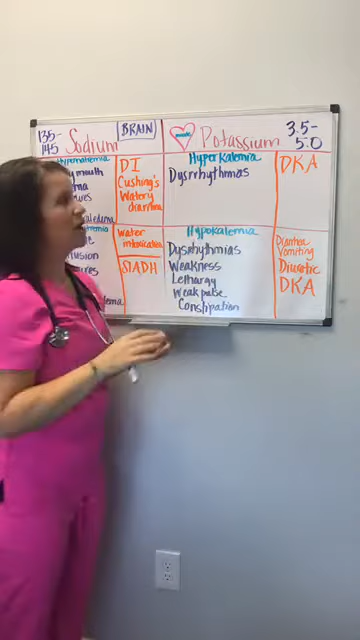 135-
145
Sodium
BRAIN
Potassium
3.5-
5.0
Hypernatremia
mouth
DI
Cushing's
Watery
diarrhea
Hyperkalemia
Dysrhythmias
DKA
Water
intoxication
SIADH
Hypokalemia
Dysrhythmias
Weakness
Lethargy
Weak pulse
Constipation
Diarrhea
Vomiting
Diuretic
DKA